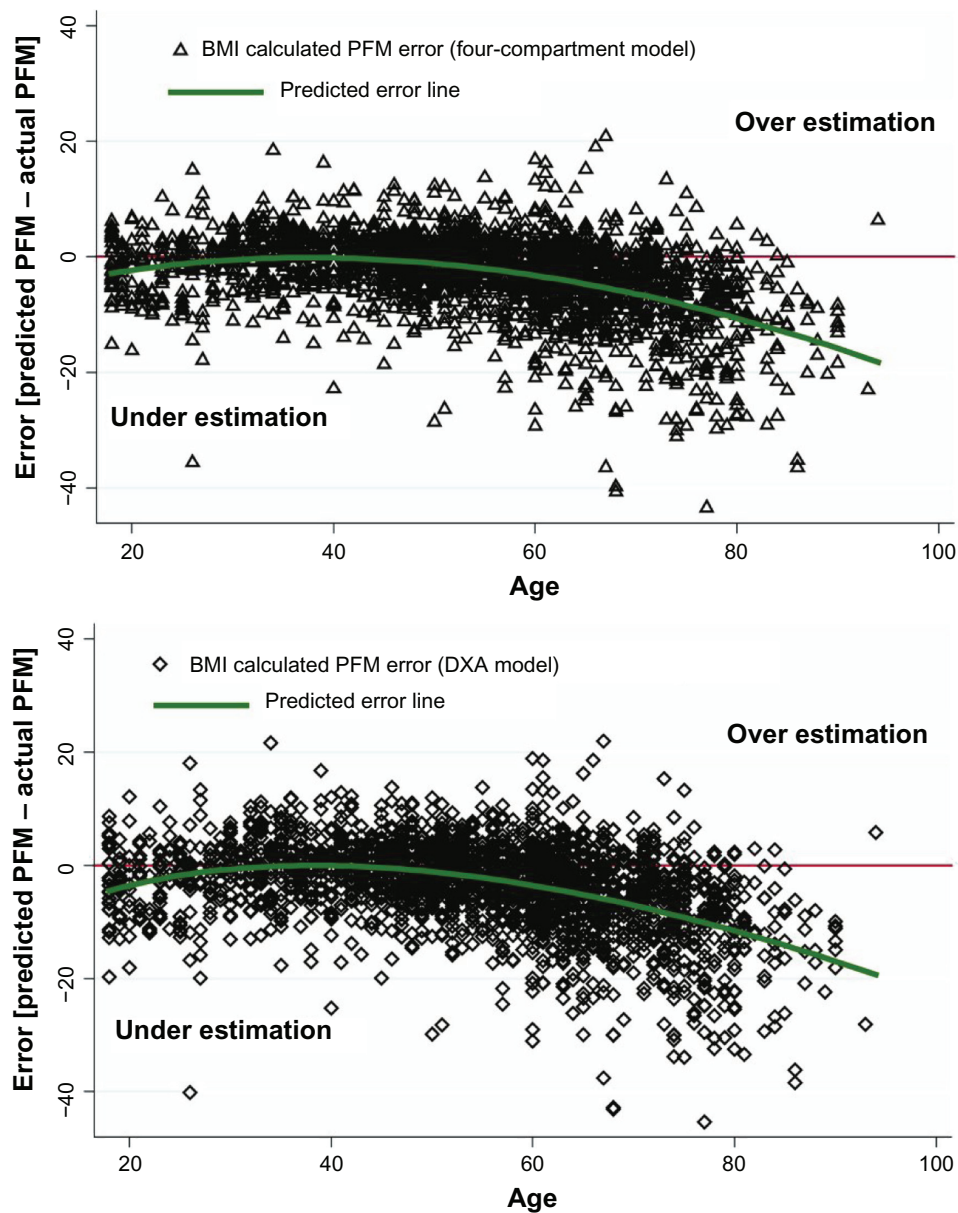 40
20
0
−20
−40
Error [predicted PFM – actual PFM]
BMI calculated PFM error (four-compartment model)
Predicted error line
Over estimation
Under estimation
20 40 60 80 100
Age
40
20
0
−20
−40
Error [predicted PFM – actual PFM]
BMI calculated PFM error (DXA model)
Predicted error line
Over estimation
Under estimation
20 40 60 80 100
Age